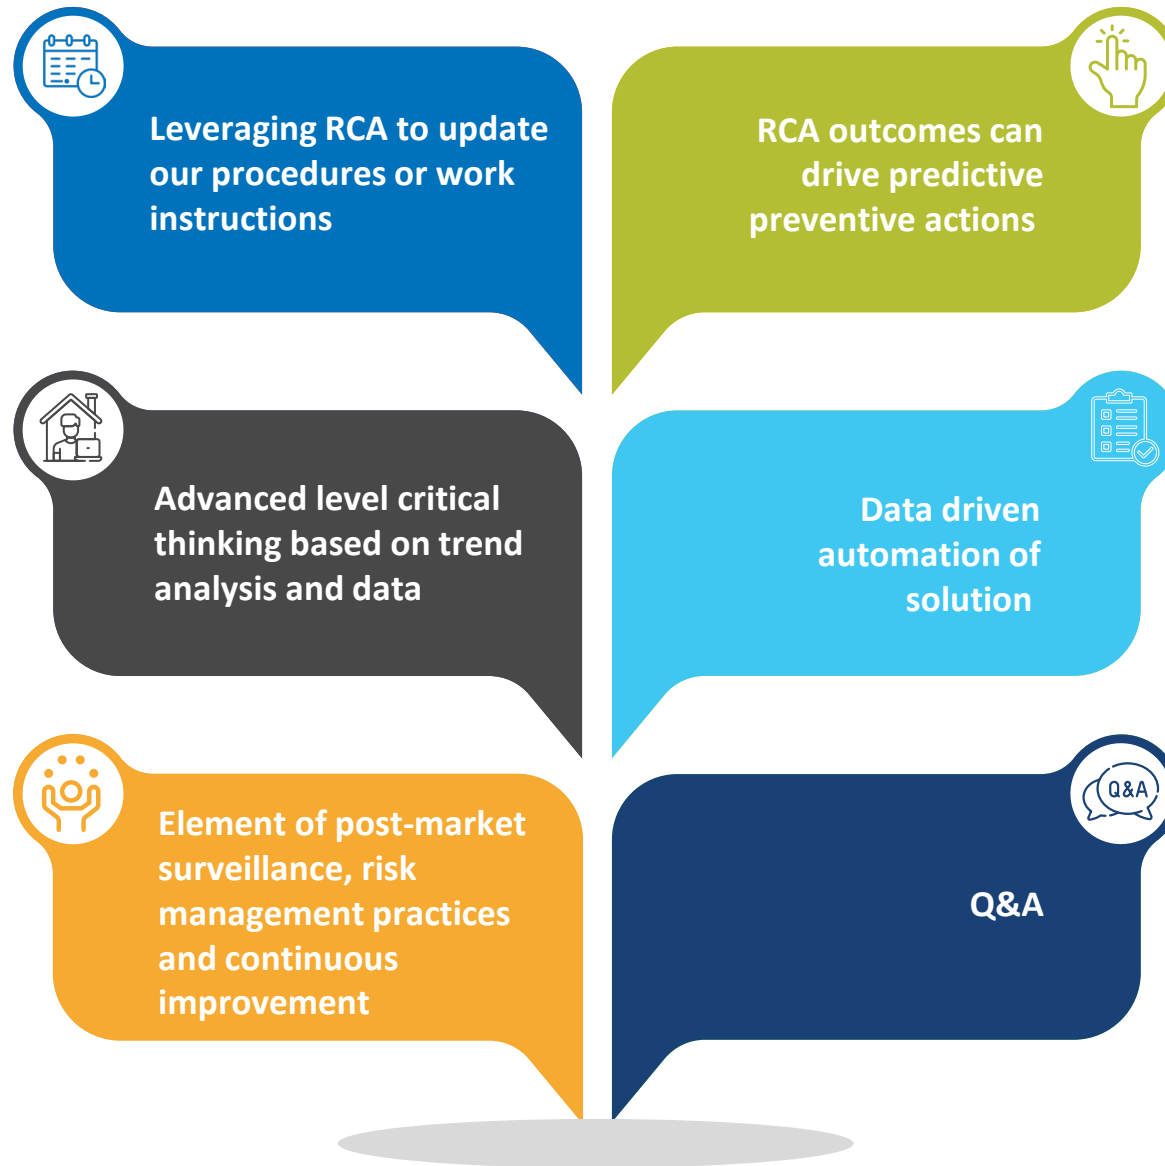 Leveraging RCA to update
our procedures or work
instructions
RCA outcomes can
drive predictive
preventive actions
Advanced level critical
thinking based on trend
analysis and data
Data driven
automation of
solution
Element of post-market
surveillance, risk
management practices
and continuous
improvement
Q&A
Q&A